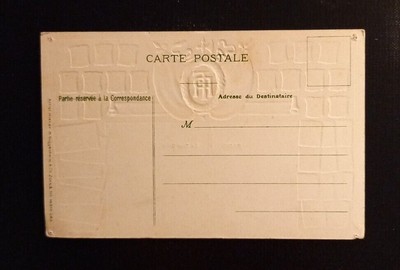 CARTE POSTALE
Partie réservée à la Correspondance
Adresse du Destinataire
M